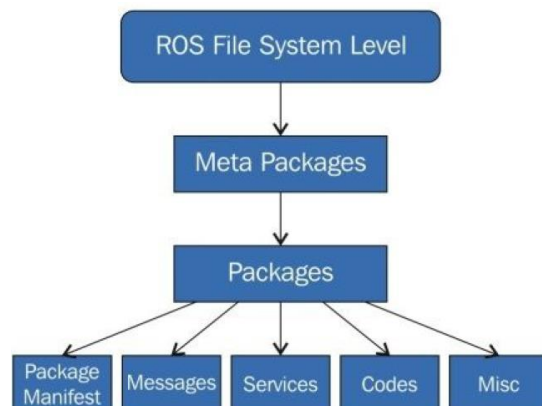 ROS File System Level
Meta Packages
Packages
Package
Manifest
Messages
Services
Codes
Misc